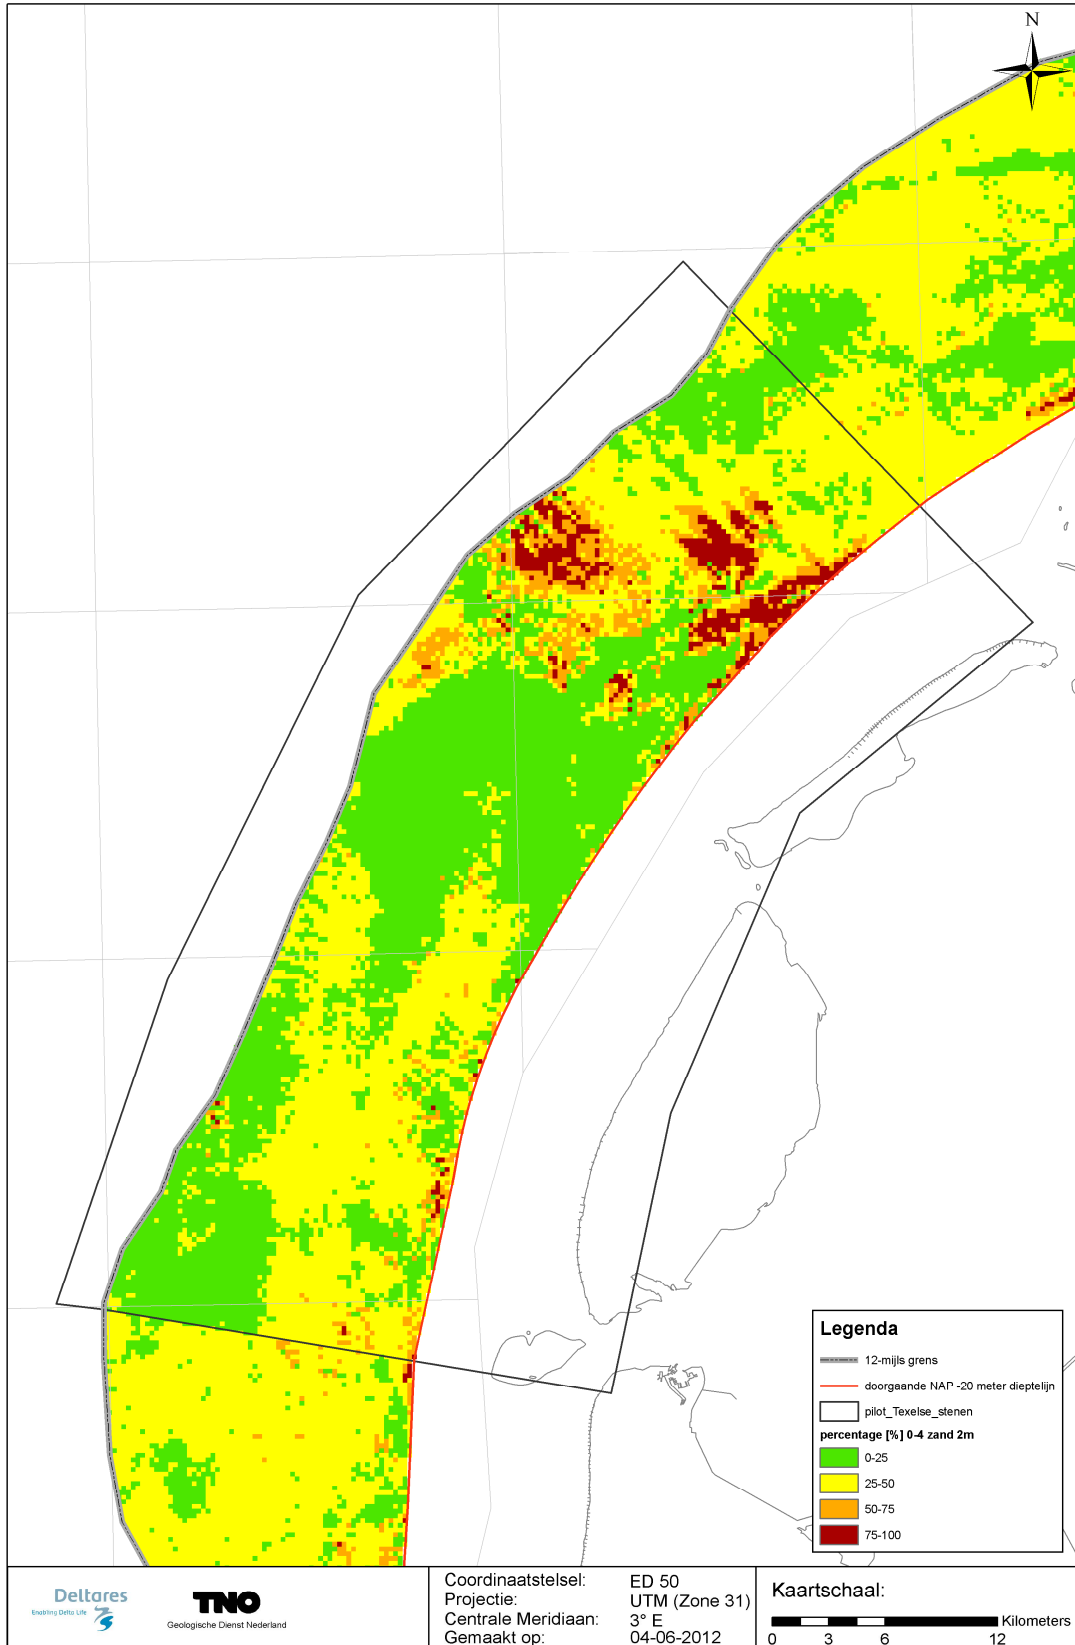 N
Legenda
12-mijls grens
doorgaande NAP -20 meter dieptelijn
pilot_Texelse_stenen
percentage [%] 0-4 zand 2m
0-25
25-50
50-75
75-100
Deltares
Enabling Delta Life
TNO
Geologische Dienst Nederland
Coordinaatstelsel: ED 50
Projectie: UTM (Zone 31)
Centrale Meridiaan: 3° E
Gemaakt op: 04-06-2012
Kaartschaal:
Kilometers
0 3 6 12